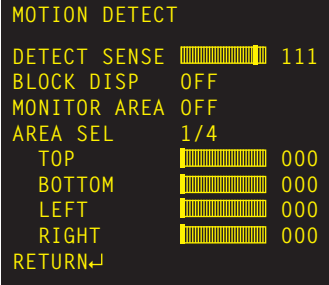 MOTION DETECT
DETECT SENSE 111
BLOCK DISP OFF
MONITOR AREA OFF
AREA SEL 1/4
TOP 000
BOTTOM 000
LEFT 000
RIGHT 000
RETURN↵